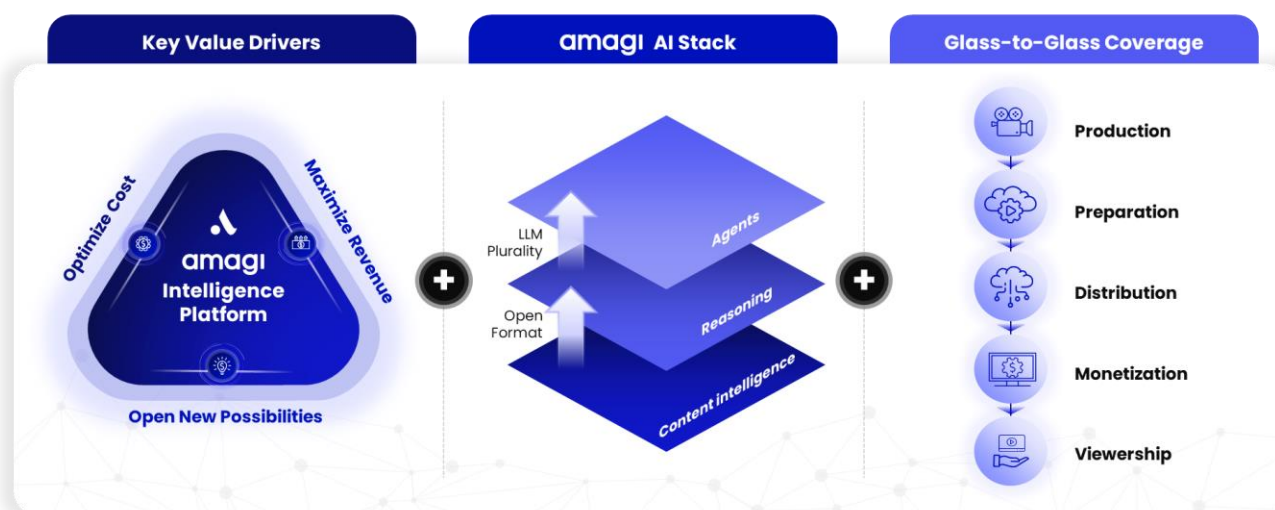 Key Value Drivers
amagi AI Stack
Glass-to-Glass Coverage
Optimize Cost
Maximize Revenue
amagi
Intelligence
Platform
Open New Possibilities
LLM
Plurality
Open
Format
Agents
Reasoning
Content intelligence
Production
Preparation
Distribution
Monetization
Viewership